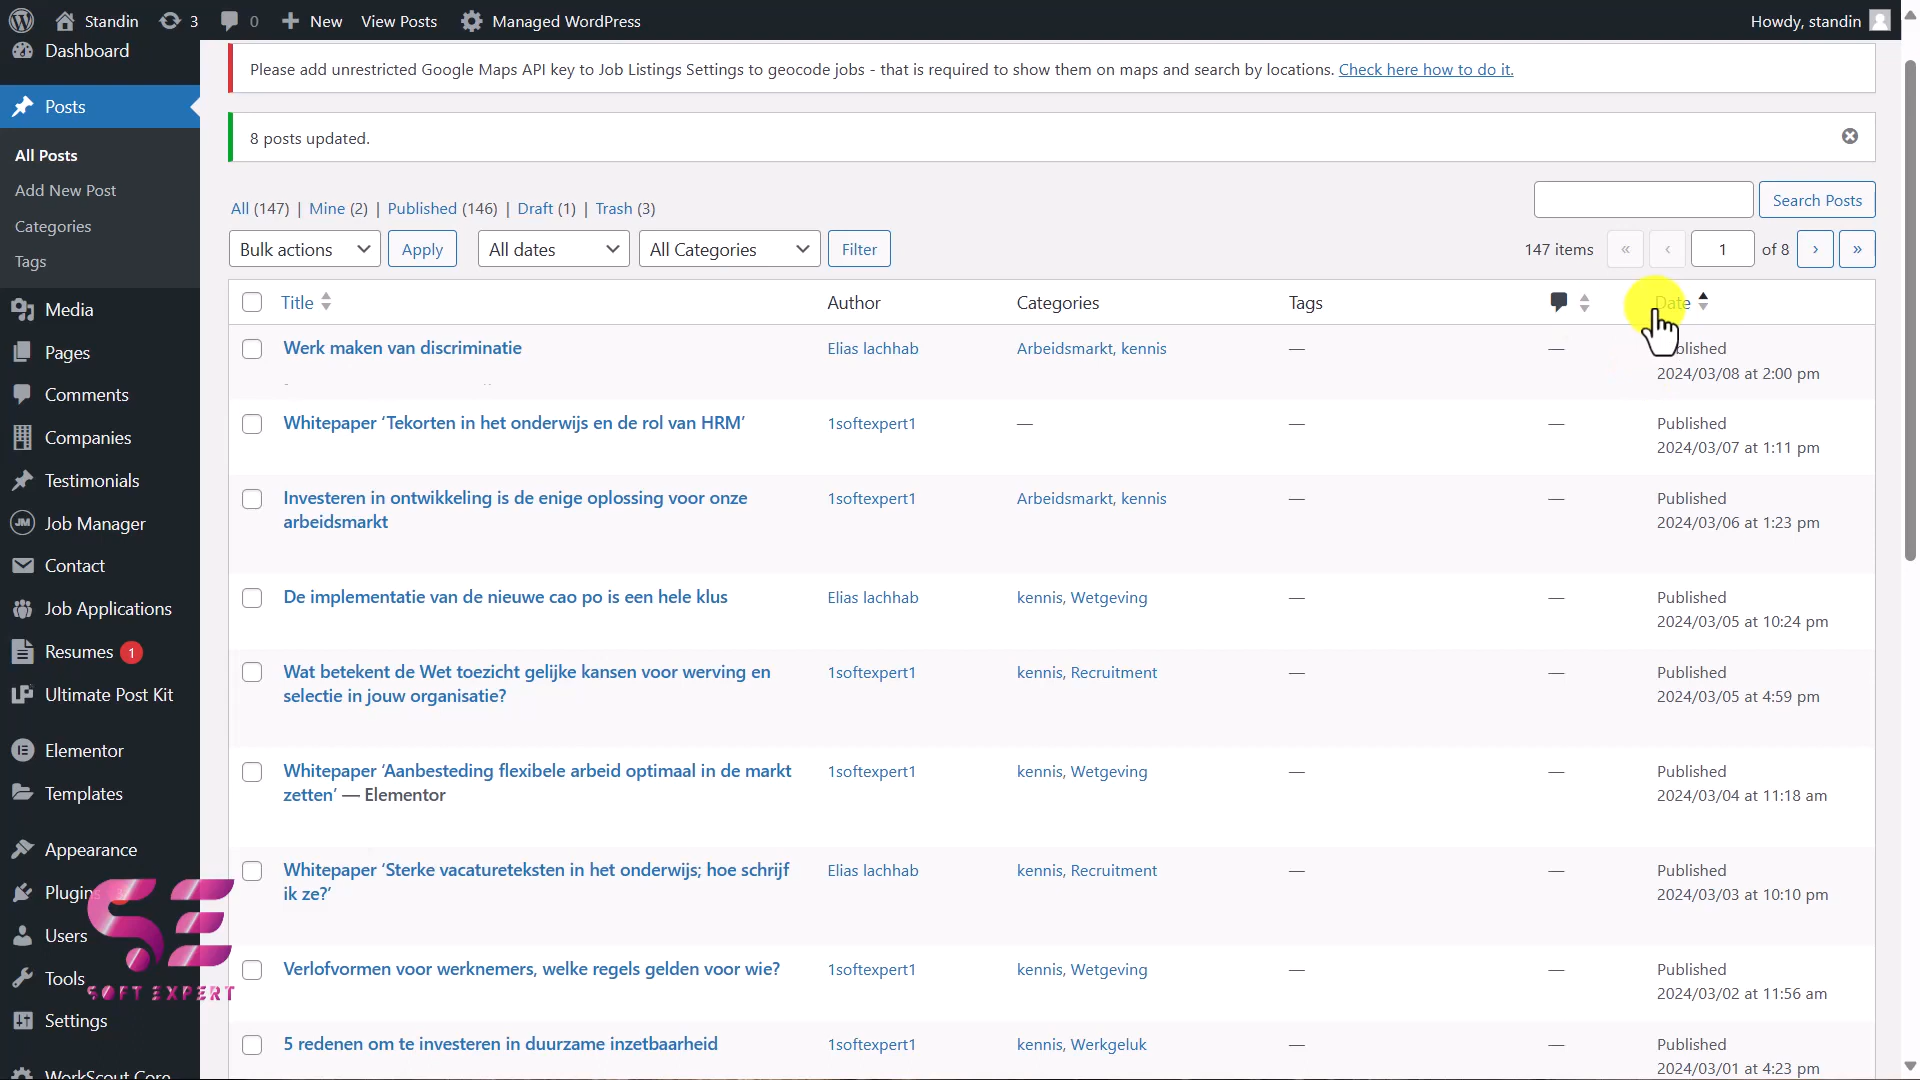 Standin
3
0
New
View Posts
Managed WordPress
Howdy, standin
Dashboard
Posts
All Posts
Add New Post
Categories
Tags
Media
Pages
Comments
Companies
Testimonials
Job Manager
JM
Contact
Job Applications
Resumes 1
Ultimate Post Kit
Elementor
Templates
Appearance
Plugins
Users
Tools
Settings
WorkScout Core
SOFT EXPERT
Please add unrestricted Google Maps API key to Job Listings Settings to geocode jobs - that is required to show them on maps and search by locations. Check here how to do it.
8 posts updated.
All (147) | Mine (2) | Published (146) | Draft (1) | Trash (3)
Search Posts
Bulk actions
Apply
All dates
All Categories
Filter
147 items « ‹ 1 of 8 › »
Title Author Categories Tags Date
Werk maken van discriminatie
Elias lachhab
Arbeidsmarkt, kennis
—
—
Published
2024/03/08 at 2:00 pm
Whitepaper ‘Tekorten in het onderwijs en de rol van HRM’
1softexpert1
—
—
—
Published
2024/03/07 at 1:11 pm
Investeren in ontwikkeling is de enige oplossing voor onze
arbeidsmarkt
1softexpert1
Arbeidsmarkt, kennis
—
—
Published
2024/03/06 at 1:23 pm
De implementatie van de nieuwe cao po is een hele klus
Elias lachhab
kennis, Wetgeving
—
—
Published
2024/03/05 at 10:24 pm
Wat betekent de Wet toezicht gelijke kansen voor werving en
selectie in jouw organisatie?
1softexpert1
kennis, Recruitment
—
—
Published
2024/03/05 at 4:59 pm
Whitepaper ‘Aanbesteding flexibele arbeid optimaal in de markt
zetten’ — Elementor
1softexpert1
kennis, Wetgeving
—
—
Published
2024/03/04 at 11:18 am
Whitepaper ‘Sterke vacatureteksten in het onderwijs; hoe schrijf
ik ze?’
Elias lachhab
kennis, Recruitment
—
—
Published
2024/03/03 at 10:10 pm
Verlofvormen voor werknemers, welke regels gelden voor wie?
1softexpert1
kennis, Wetgeving
—
—
Published
2024/03/02 at 11:56 am
5 redenen om te investeren in duurzame inzetbaarheid
1softexpert1
kennis, Werkgeluk
—
—
Published
2024/03/01 at 4:23 pm